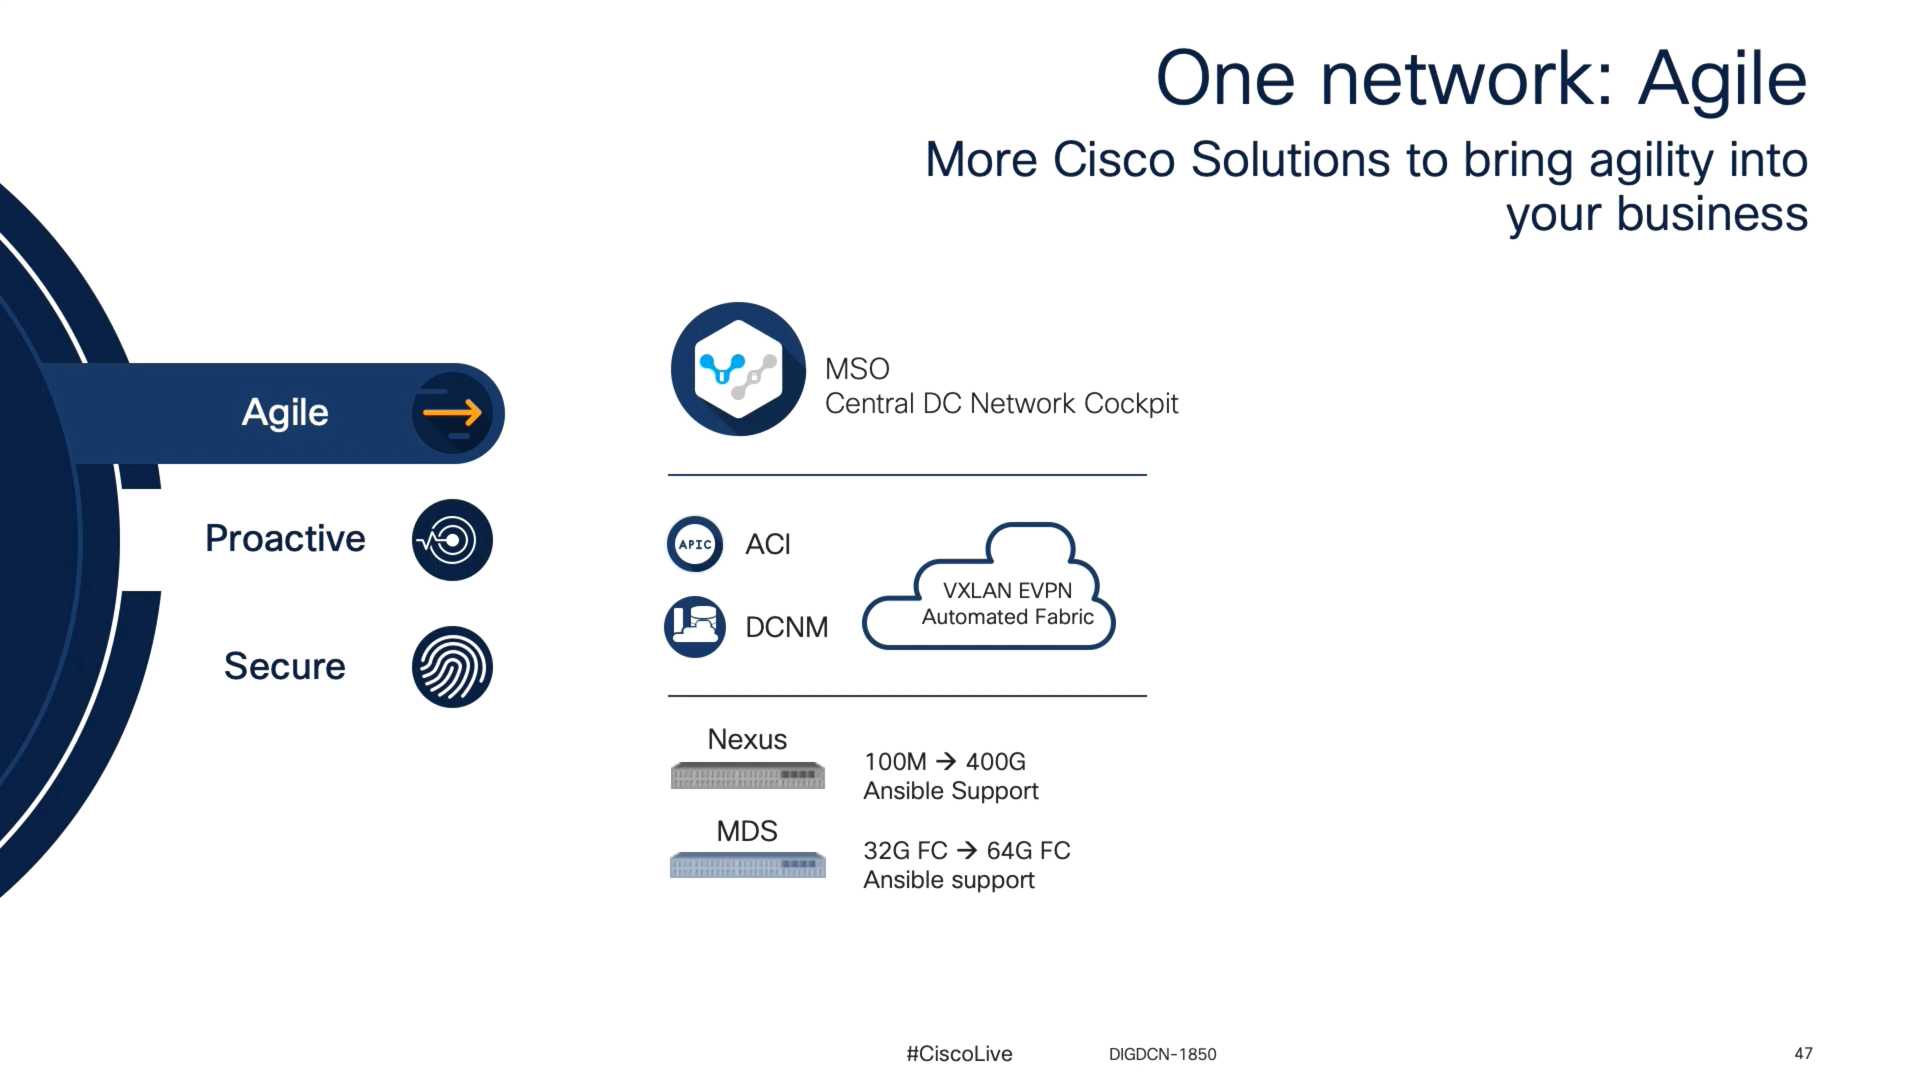 One network: Agile
More Cisco Solutions to bring agility into
your business
Agile
Proactive
Secure
MSO
Central DC Network Cockpit
APIC
ACI
DCNM
VXLAN EVPN
Automated Fabric
Nexus
100M → 400G
Ansible Support
MDS
32G FC → 64G FC
Ansible support
#CiscoLive
DIGDCN-1850
47